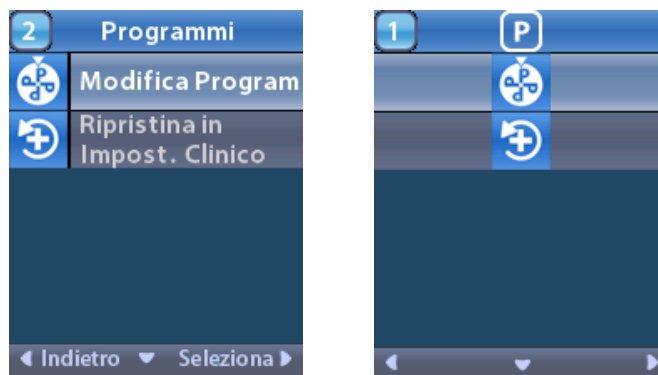 2 Programmi
Modifica Program
Ripristina in
Impost. Clinico
Indietro Seleziona
1 P